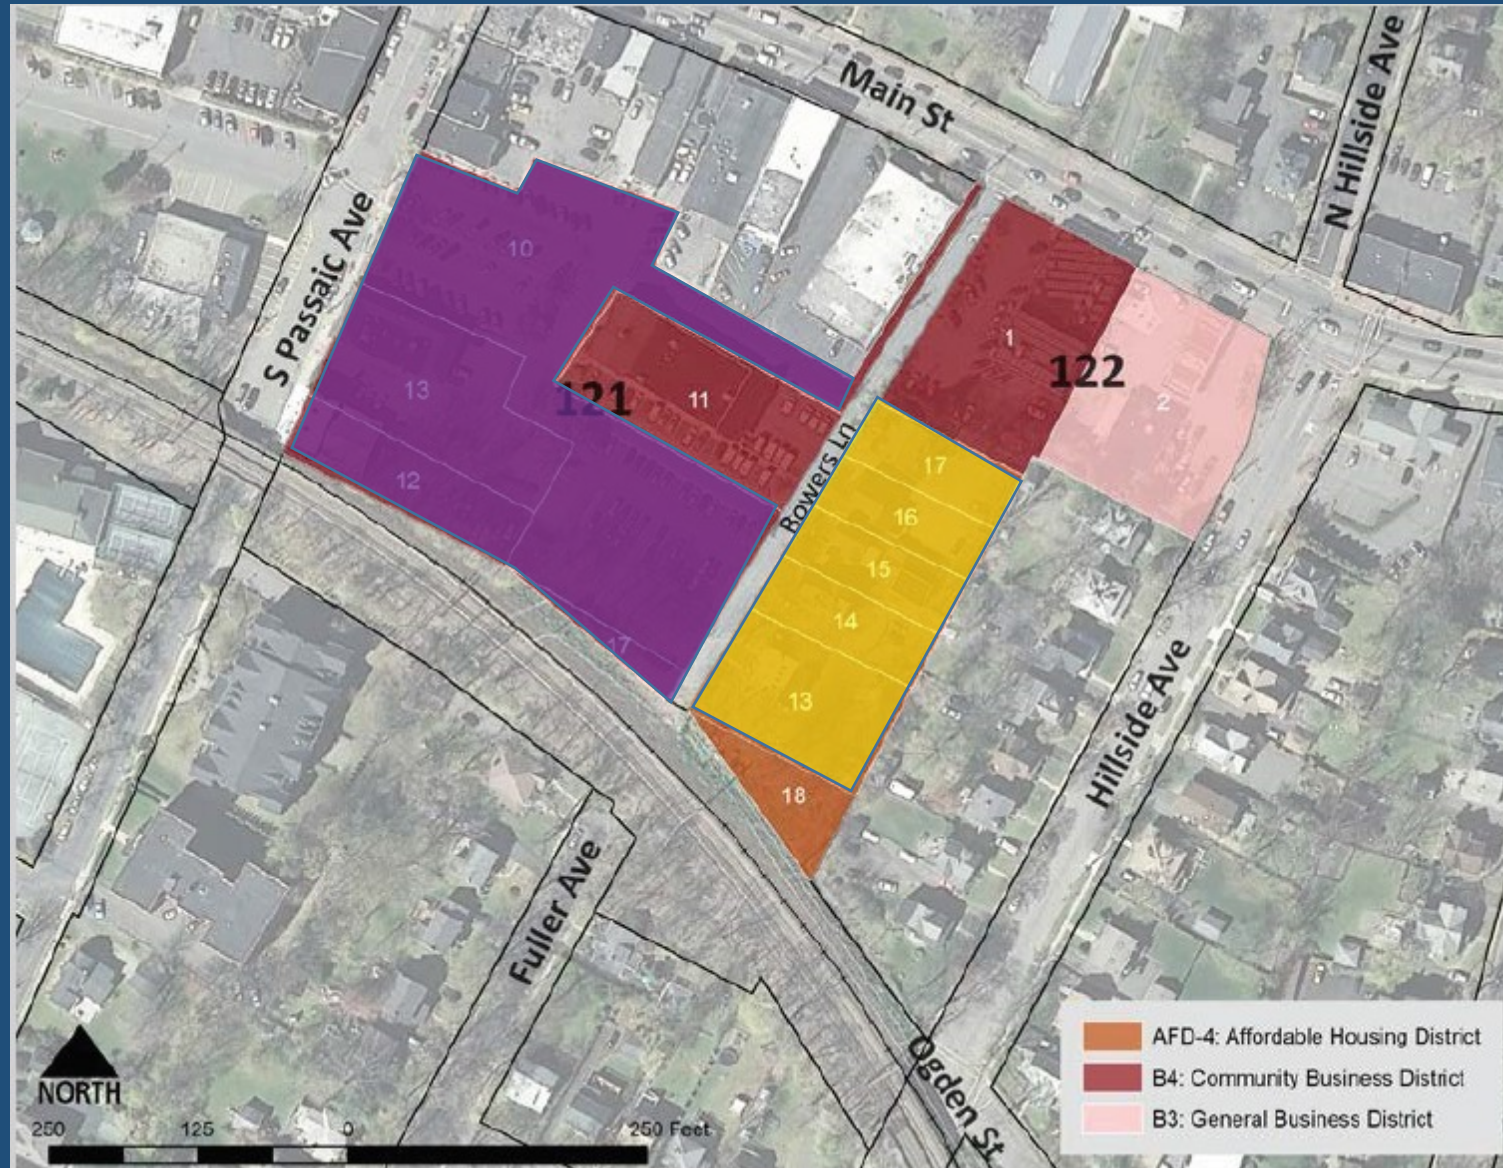 Main St
N Hillside Ave
S Passaic Ave
10
1
122
13
121
11
2
Bowers Ln
17
12
16
15
14
17
13
Hillside Ave
18
Fuller Ave
Ogden St
AFD-4: Affordable Housing District
B4: Community Business District
B3: General Business District
NORTH
250 125 0 250 Feet